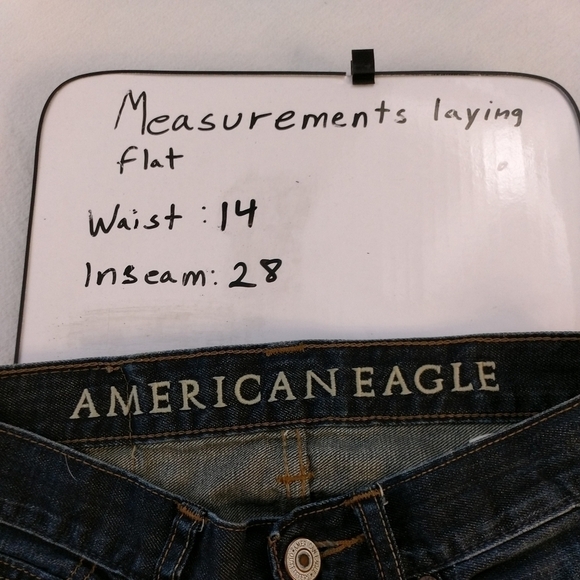 Measurements laying
flat
Waist : 14
Inseam: 28
AMERICAN EAGLE